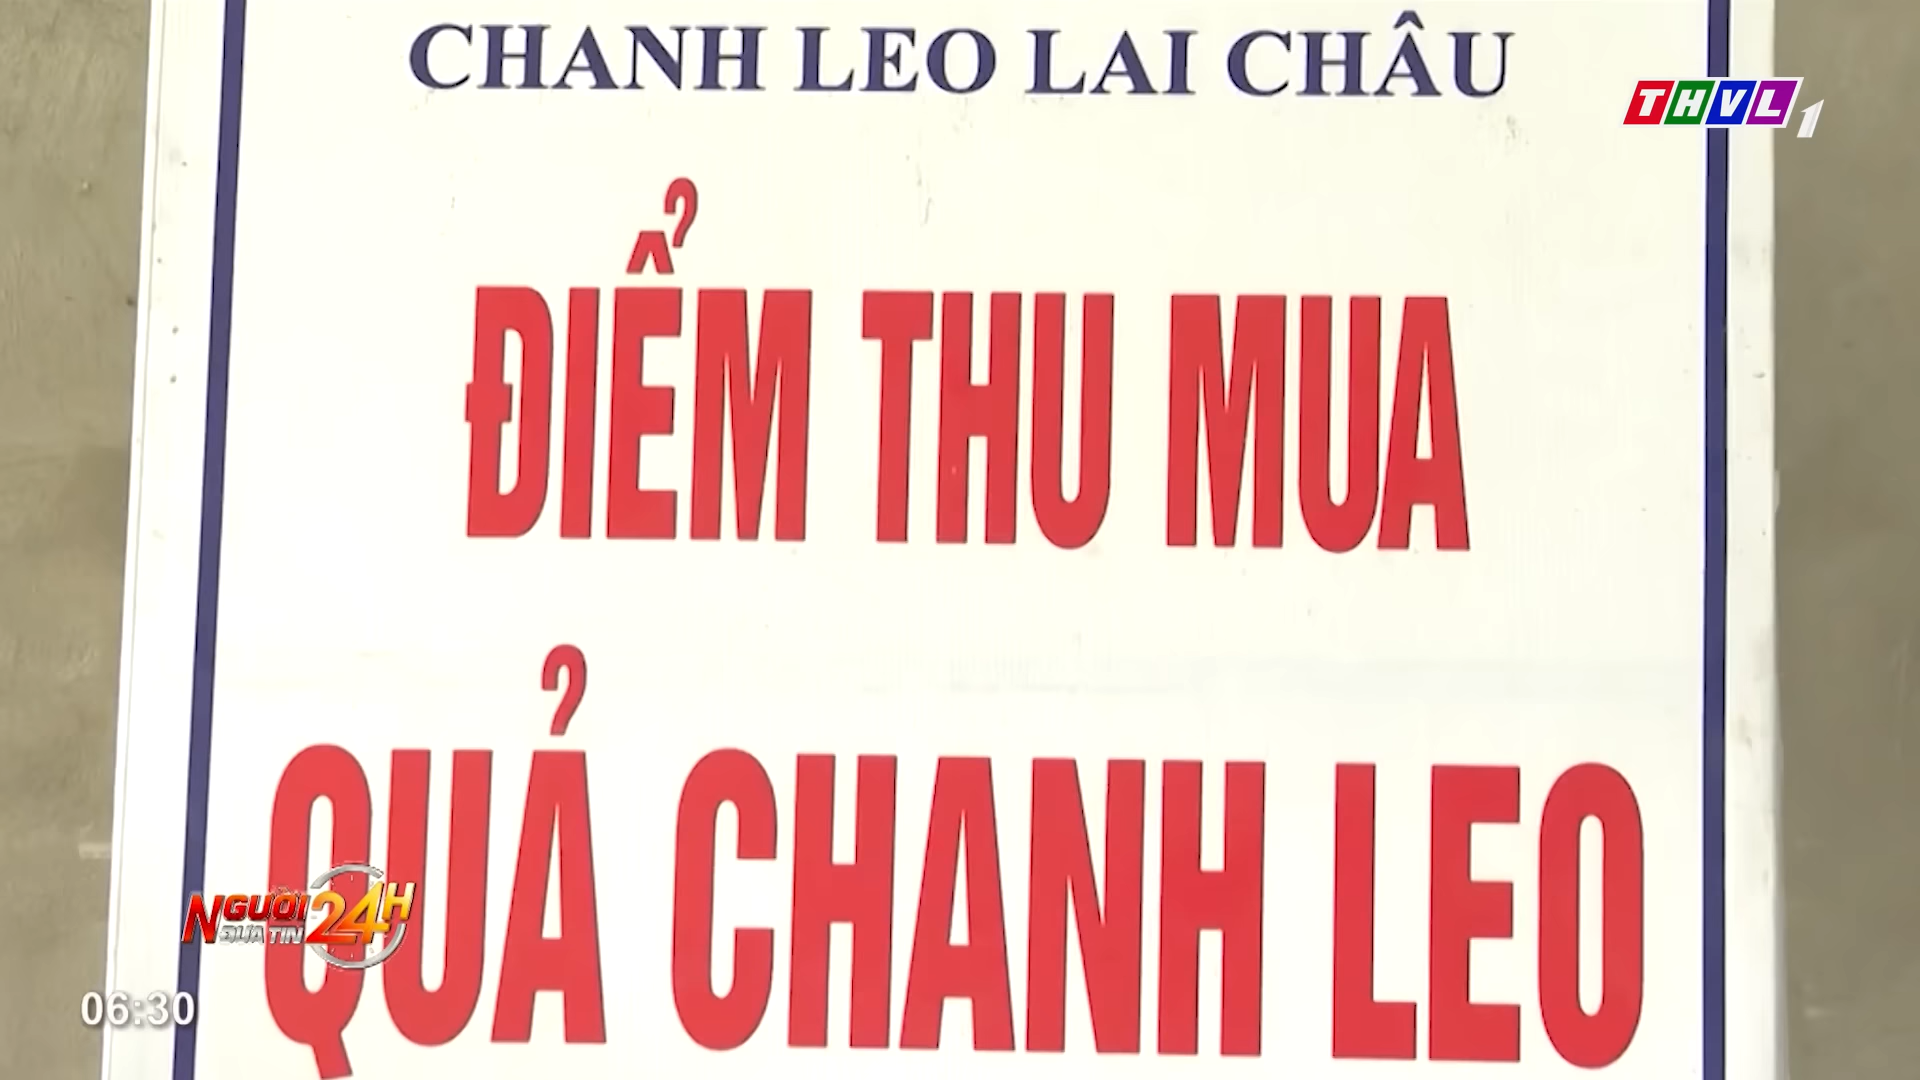 CHANH LEO LAI CHÂU
THVL1
ĐIỂM THU MUA
QUẢ CHANH LEO
NGƯỜI
ĐƯA TIN
24H
06:30